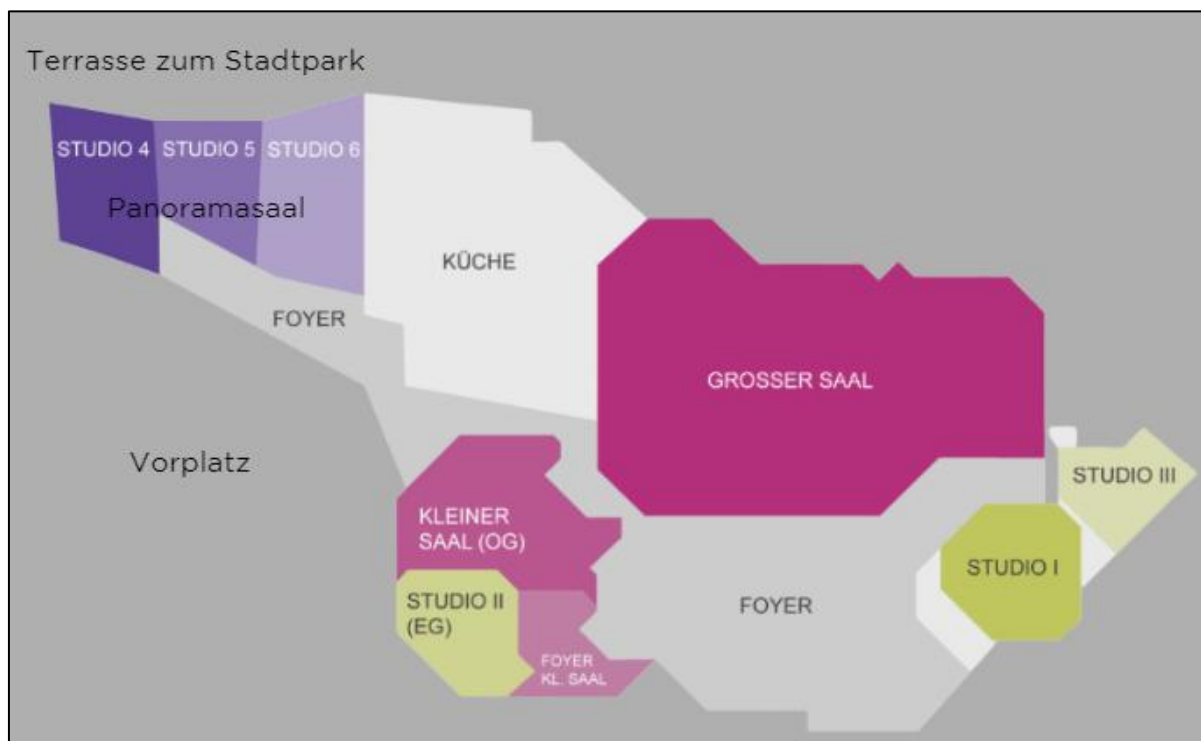 Terrasse zum Stadtpark
STUDIO 4
STUDIO 5
STUDIO 6
Panoramasaal
KÜCHE
FOYER
GROSSER SAAL
Vorplatz
STUDIO III
KLEINER
SAAL (OG)
STUDIO I
STUDIO II
(EG)
FOYER
FOYER
KL. SAAL